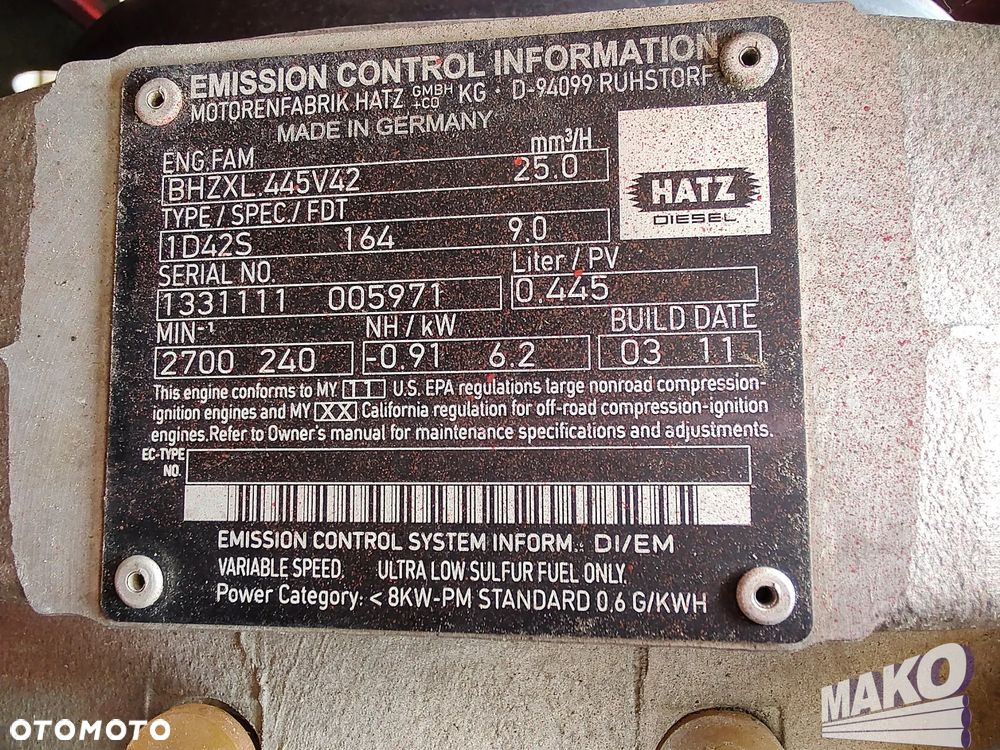 EMISSION CONTROL INFORMATION
MOTORENFABRIK HATZ GMBH +CO KG · D-94099 RUHSTORF
MADE IN GERMANY
ENG.FAM mm³/H
BHZXL.445V42 25.0
HATZ
DIESEL
TYPE / SPEC./ FDT
1D42S 164 9.0
SERIAL NO. Liter / PV
1331111 005971 0.445
MIN-¹ NH / kW BUILD DATE
2700 240 -0.91 6.2 03 11
This engine conforms to MY 11 U.S. EPA regulations large nonroad compression-
ignition engines and MY XX California regulation for off-road compression-ignition
engines.Refer to Owner's manual for maintenance specifications and adjustments.
EC-TYPE
NO.
EMISSION CONTROL SYSTEM INFORM.. DI/EM
VARIABLE SPEED. ULTRA LOW SULFUR FUEL ONLY.
Power Category: < 8KW-PM STANDARD 0.6 G/KWH
MAKO
OTOMOTO